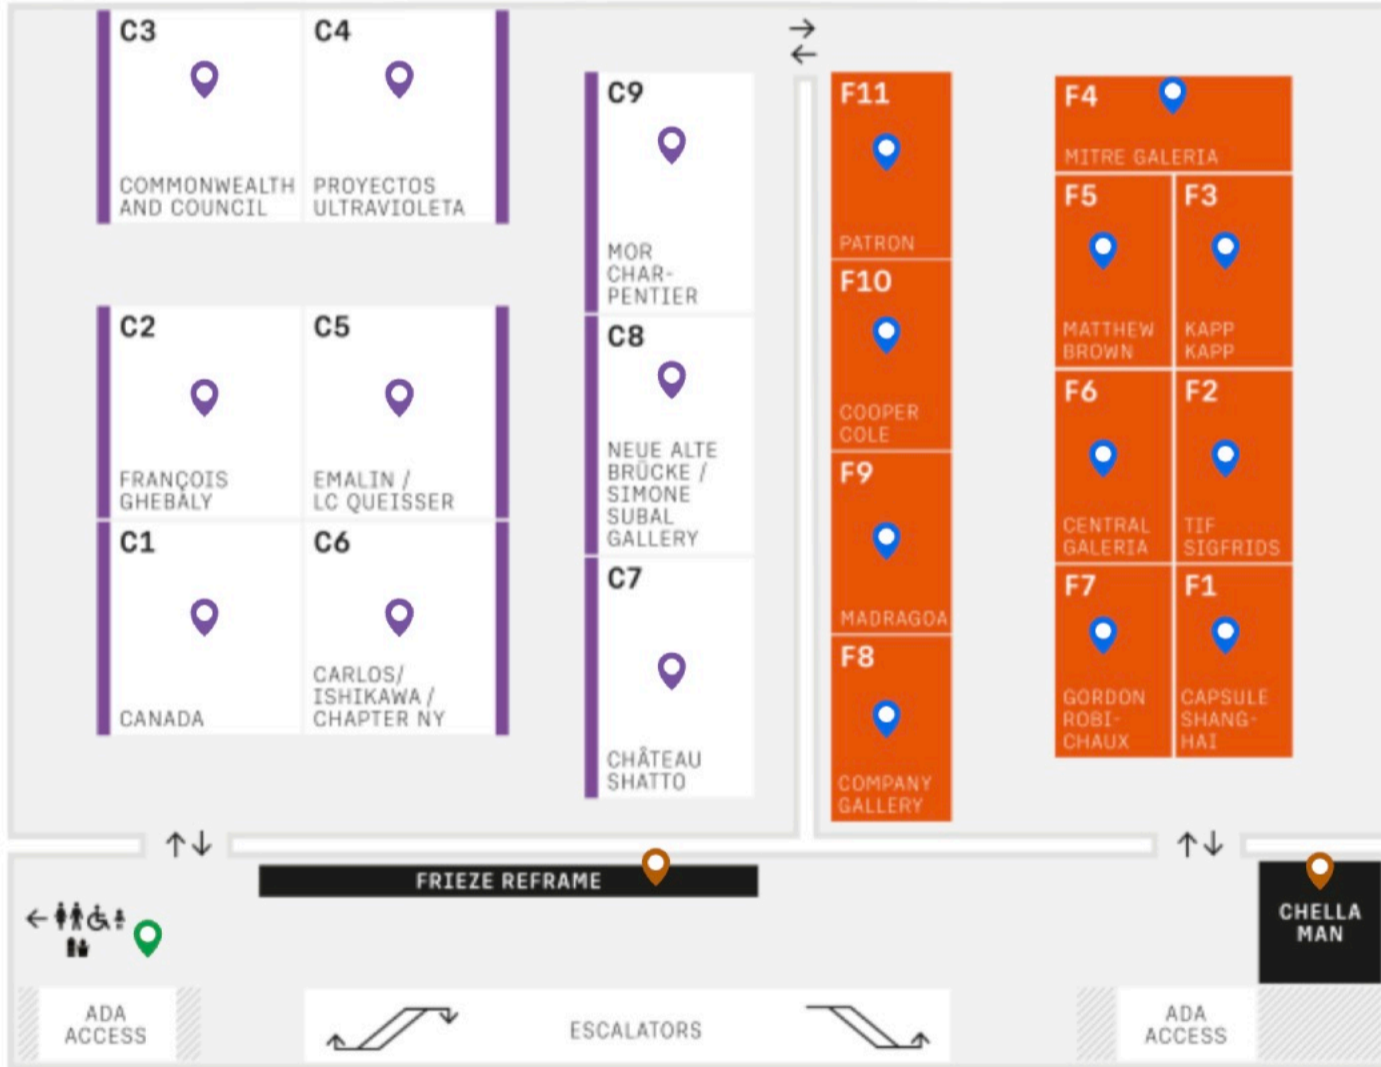 C3
COMMONWEALTH
AND COUNCIL
C4
PROYECTOS
ULTRAVIOLETA
C9
MOR
CHAR-
PENTIER
F11
PATRON
F4
MITRE GALERIA
F5
MATTHEW
BROWN
F3
KAPP
KAPP
C2
FRANÇOIS
GHEBALY
C5
EMALIN /
LC QUEISSER
C8
NEUE ALTE
BRÜCKE /
SIMONE
SUBAL
GALLERY
F10
COOPER
COLE
F6
CENTRAL
GALERIA
F2
TIF
SIGFRIDS
C1
CANADA
C6
CARLOS/
ISHIKAWA /
CHAPTER NY
C7
CHÂTEAU
SHATTO
F9
MADRAGOA
F8
COMPANY
GALLERY
F7
GORDON
ROBI-
CHAUX
F1
CAPSULE
SHANG-
HAI
FRIEZE REFRAME
CHELLA
MAN
ADA
ACCESS
ESCALATORS
ADA
ACCESS